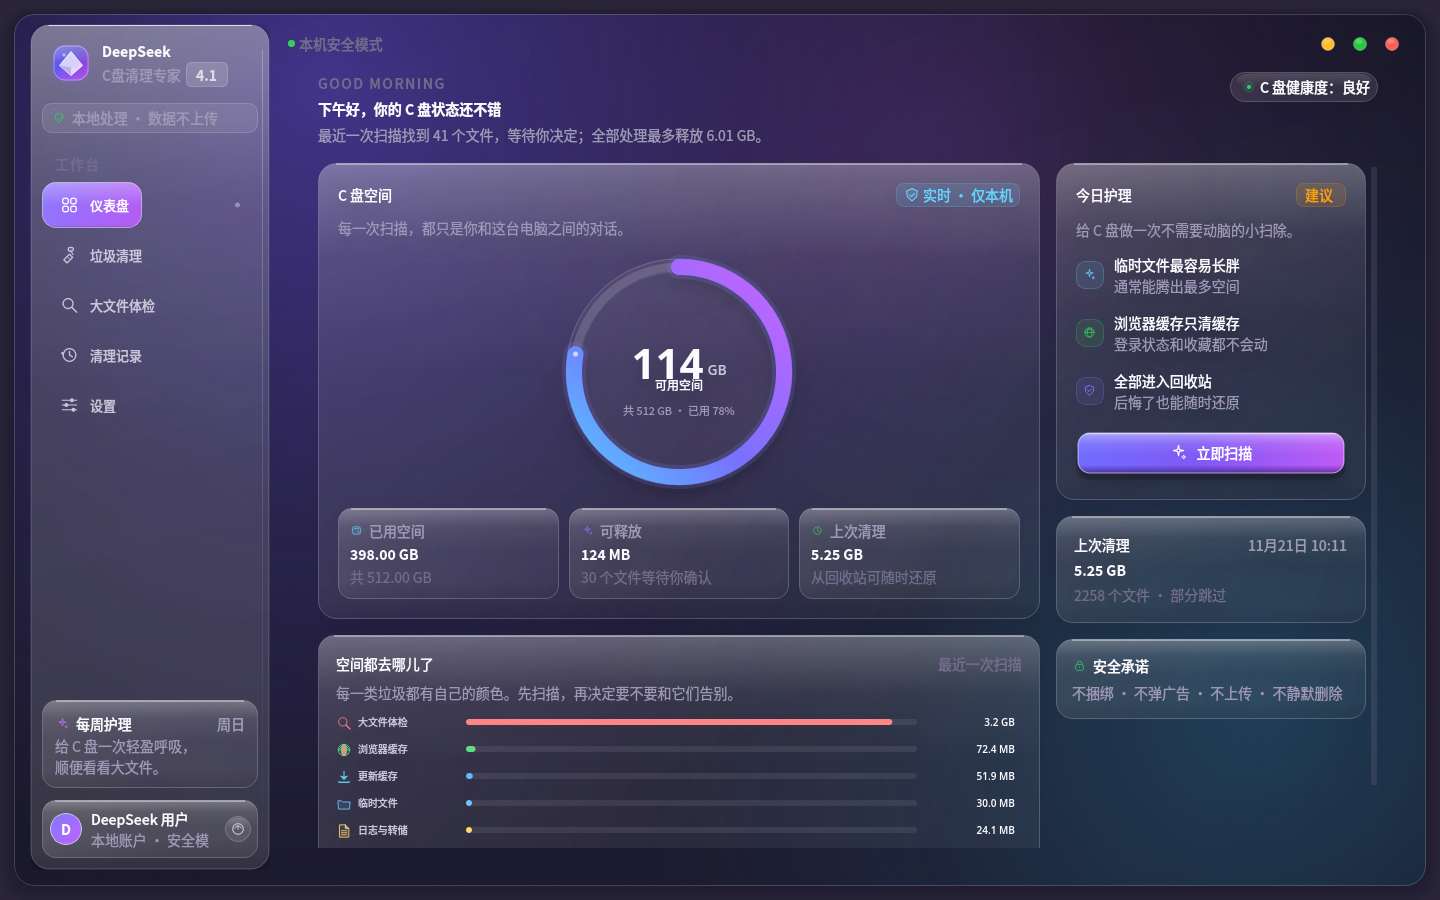 DeepSeek
C盘清理专家 4.1
本地处理 · 数据不上传
工作台
仪表盘
垃圾清理
大文件体检
清理记录
设置
每周护理 周日
给 C 盘一次轻盈呼吸，
顺便看看大文件。
D
DeepSeek 用户
本地账户 · 安全模
本机安全模式
GOOD MORNING
下午好，你的 C 盘状态还不错
最近一次扫描找到 41 个文件，等待你决定；全部处理最多释放 6.01 GB。
C 盘健康度：良好
C 盘空间
实时 · 仅本机
每一次扫描，都只是你和这台电脑之间的对话。
114 GB
可用空间
共 512 GB · 已用 78%
已用空间
398.00 GB
共 512.00 GB
可释放
124 MB
30 个文件等待你确认
上次清理
5.25 GB
从回收站可随时还原
空间都去哪儿了
最近一次扫描
每一类垃圾都有自己的颜色。先扫描，再决定要不要和它们告别。
大文件体检 3.2 GB
浏览器缓存 72.4 MB
更新缓存 51.9 MB
临时文件 30.0 MB
日志与转储 24.1 MB
今日护理
建议
给 C 盘做一次不需要动脑的小扫除。
临时文件最容易长胖
通常能腾出最多空间
浏览器缓存只清缓存
登录状态和收藏都不会动
全部进入回收站
后悔了也能随时还原
立即扫描
上次清理 11月21日 10:11
5.25 GB
2258 个文件 · 部分跳过
安全承诺
不捆绑 · 不弹广告 · 不上传 · 不静默删除